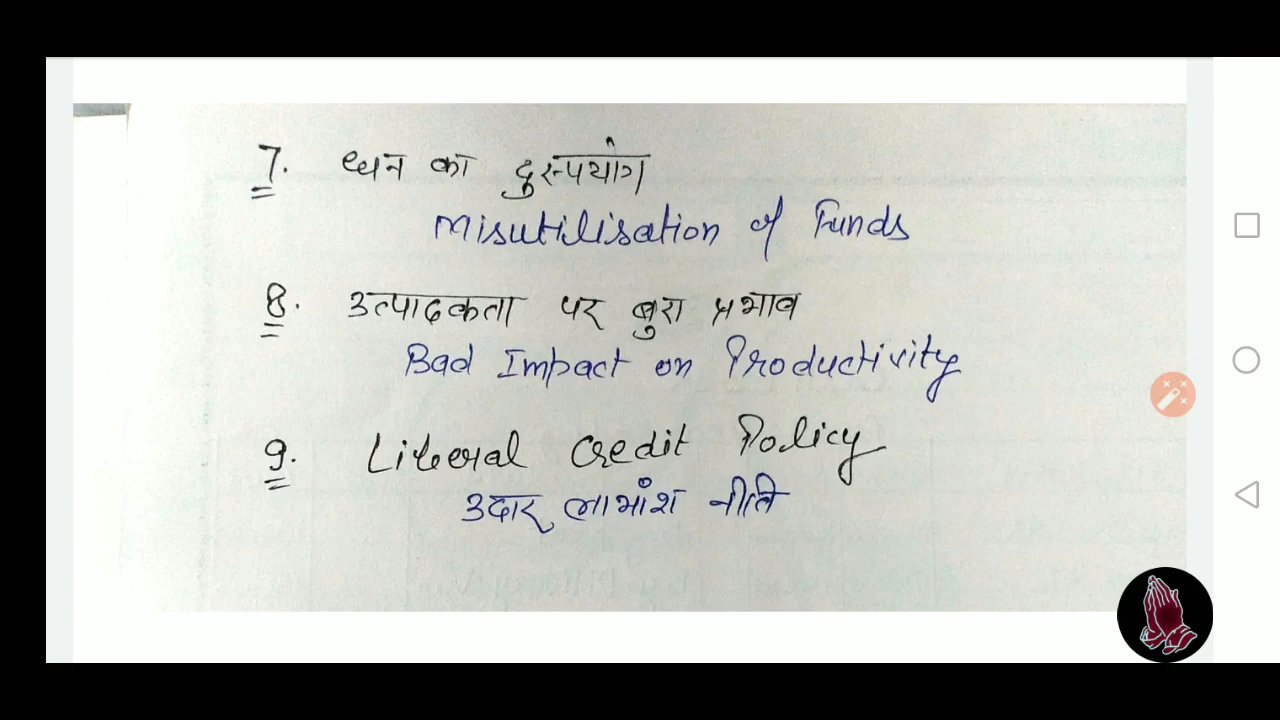 7. धन का दुरुपयोग
Misutilisation of Funds
8. उत्पादकता पर बुरा प्रभाव
Bad Impact on Productivity
9. Liberal Credit Policy
उदार लाभांश नीति